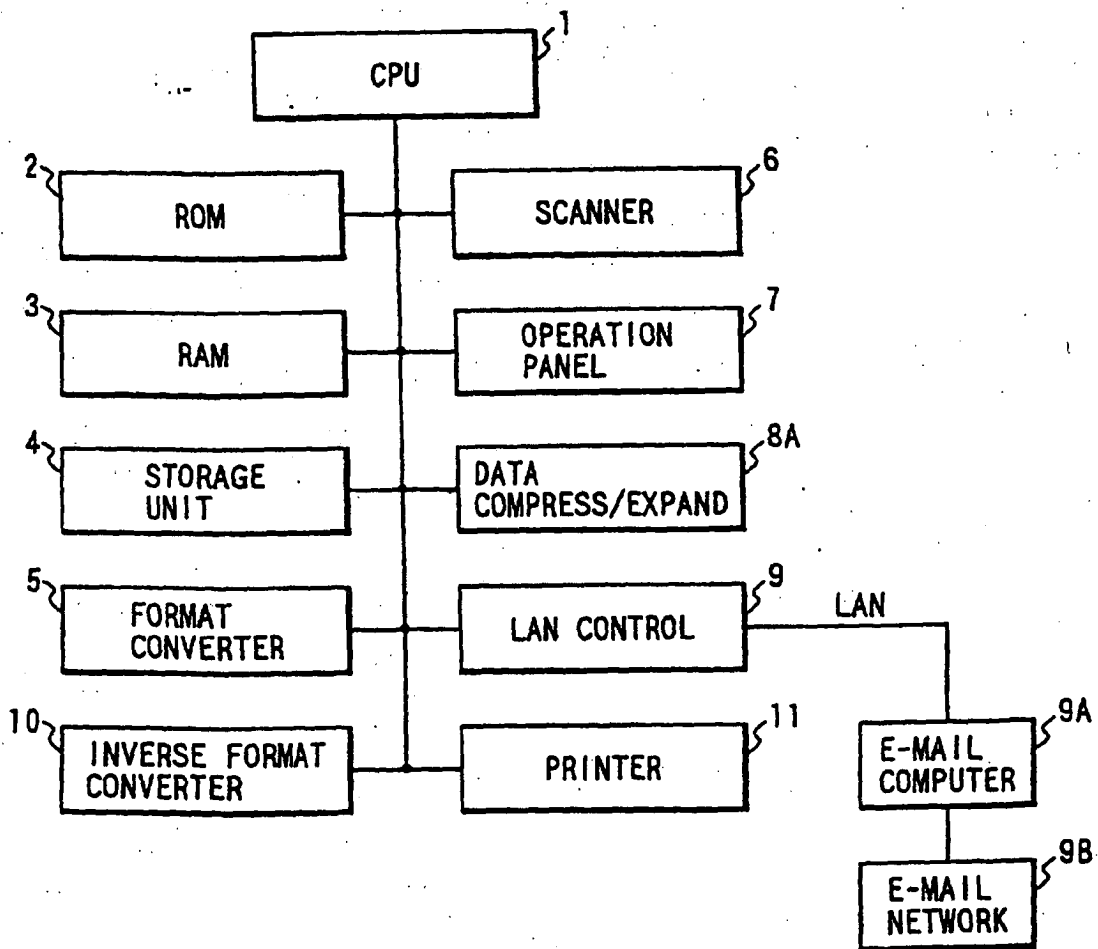 1
CPU
2
ROM
6
SCANNER
3
RAM
7
OPERATION
PANEL
4
STORAGE
UNIT
8A
DATA
COMPRESS/EXPAND
5
FORMAT
CONVERTER
9
LAN CONTROL
LAN
10
INVERSE FORMAT
CONVERTER
11
PRINTER
9A
E-MAIL
COMPUTER
9B
E-MAIL
NETWORK